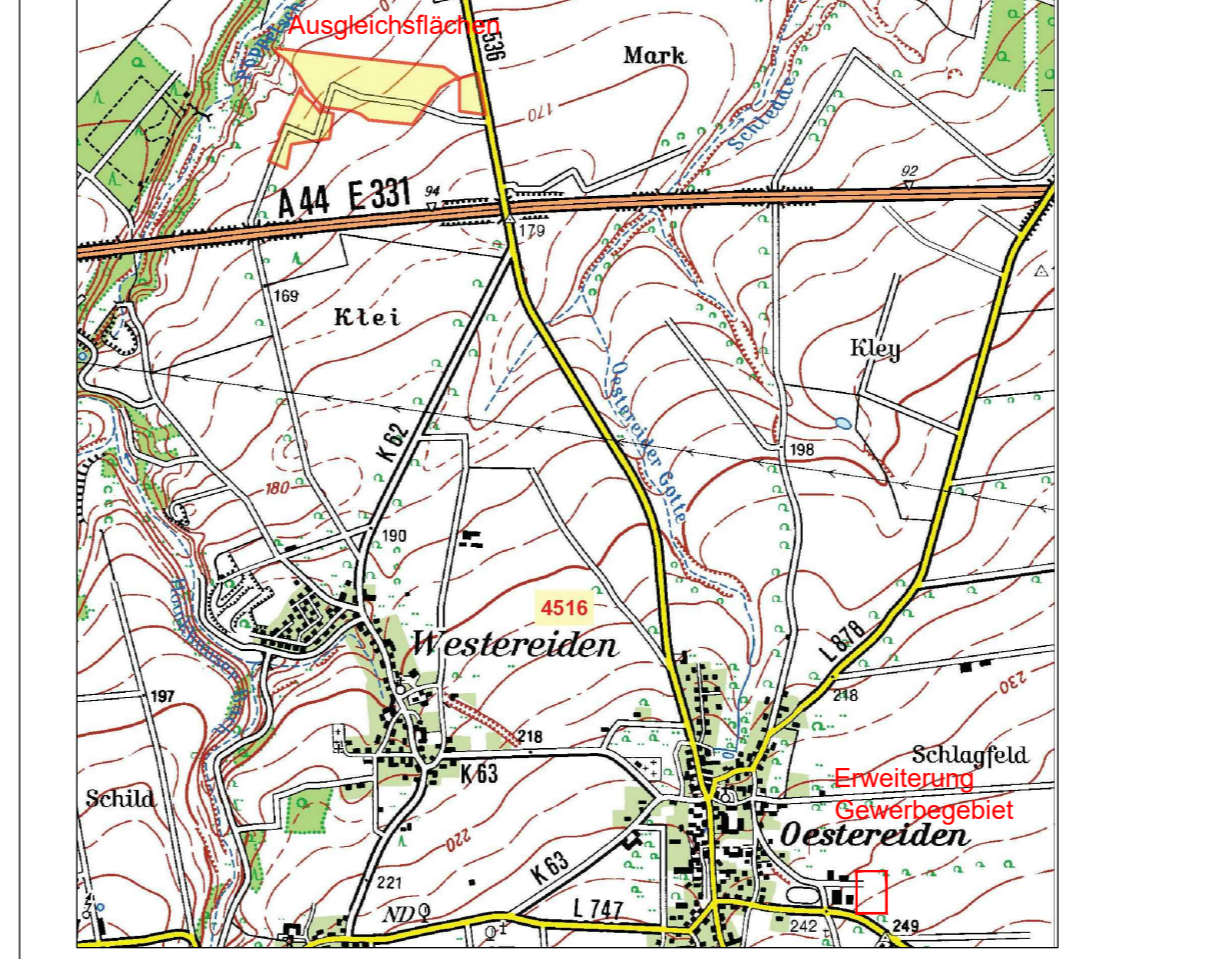 Ausgleichsflächen
L 536
Mark
170
Schledde
A 44 E 331
94
92
179
169
Klei
Kley
Oestereider Gotte
K 62
198
180
190
4516
Westereiden
L 878
197
218
218
230
K 63
Schlagfeld
Erweiterung
Gewerbegebiet
Schild
Oestereiden
220
K 63
221
ND
L 747
242
249